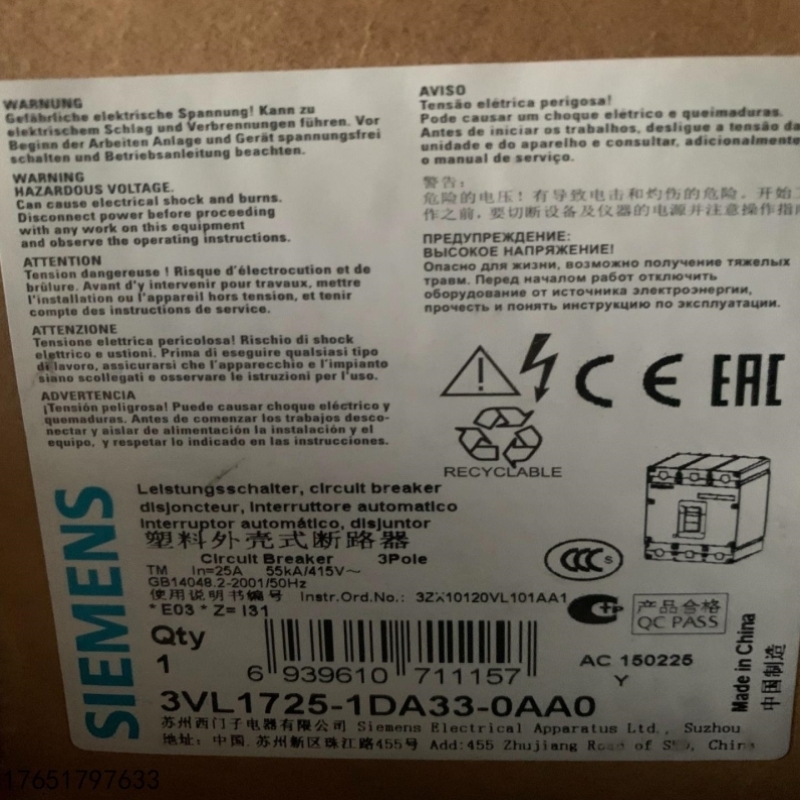 WARNUNG
Gefährliche elektrische Spannung! Kann zu
elektrischem Schlag und Verbrennungen führen. Vor
Beginn der Arbeiten Anlage und Gerät spannungsfrei
schalten und Betriebsanleitung beachten.
WARNING
HAZARDOUS VOLTAGE.
Can cause electrical shock and burns.
Disconnect power before proceeding
with any work on this equipment
and observe the operating instructions.
ATTENTION
Tension dangereuse ! Risque d'électrocution et de
brûlure. Avant d'y intervenir pour travaux, mettre
l'installation ou l'appareil hors tension, et tenir
compte des instructions de service.
ATTENZIONE
Tensione elettrica pericolosa! Rischio di shock
elettrico e ustioni. Prima di eseguire qualsiasi tipo
di lavoro, assicurarsi che l'apparecchio e l'impianto
siano scollegati e osservare le istruzioni per l'uso.
ADVERTENCIA
¡Tensión peligrosa! Puede causar choque eléctrico y
quemaduras. Antes de comenzar los trabajos desco-
nectar y aislar de alimentación la instalación y el
equipo, y respetar lo indicado en las instrucciones.
AVISO
Tensão elétrica perigosa!
Pode causar um choque elétrico e queimaduras.
Antes de iniciar os trabalhos, desligue a tensão da
unidade e do aparelho e consultar, adicionalmente
o manual de serviço.
警告:
危险的电压! 有导致电击和灼伤的危险. 开始工
作之前, 要切断设备及仪器的电源并注意操作指
ПРЕДУПРЕЖДЕНИЕ:
ВЫСОКОЕ НАПРЯЖЕНИЕ!
Опасно для жизни, возможно получение тяжелых
травм. Перед началом работ отключить
оборудование от источника электроэнергии,
прочесть и понять инструкцию по эксплуатации.
CE EAC
RECYCLABLE
SIEMENS
Leistungsschalter, circuit breaker
disjoncteur, Interruttore automatico
Interruptor automático, disjuntor
塑料外壳式断路器
Circuit Breaker 3Pole
TM In=25A 55kA/415V~
GB14048.2-2001/50Hz
使用说明书编号 Instr.Ord.No.: 3ZX10120VL101AA1
* E03 * Z= I31
CCC S
产品合格
QC PASS
Qty
1
6 939610 711157
AC 150225
Y
Made in China
中国制造
3VL1725-1DA33-0AA0
苏州西门子电器有限公司 Siemens Electrical Apparatus Ltd., Suzhou
地址: 中国.苏州新区珠江路455号 Add:455 Zhujiang Road of China
17651797633